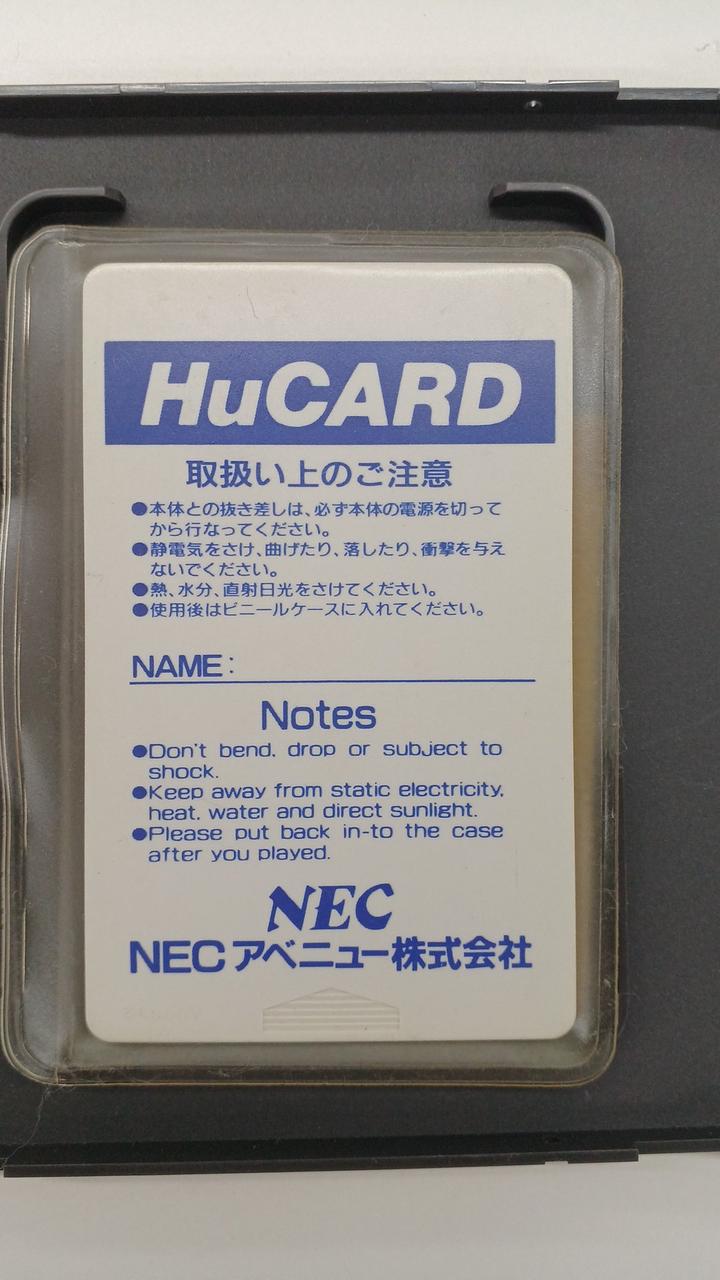 HuCARD
取扱い上のご注意
●本体との抜き差しは、必ず本体の電源を切って
から行なってください。
●静電気をさけ、曲げたり、落したり、衝撃を与え
ないでください。
●熱、水分、直射日光をさけてください。
●使用後はビニールケースに入れてください。
NAME:
Notes
●Don't bend, drop or subject to
shock.
●Keep away from static electricity,
heat, water and direct sunlight.
●Please put back in-to the case
after you played.
NEC
NECアベニュー株式会社